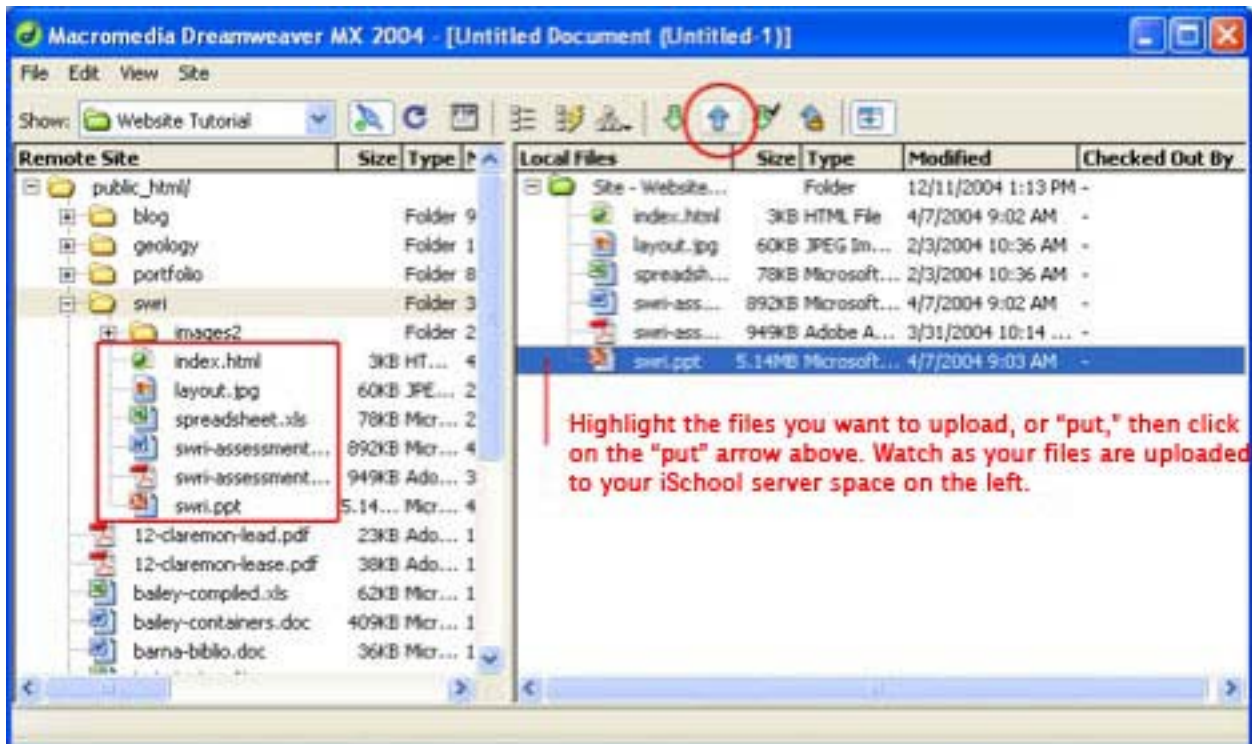 Macromedia Dreamweaver MX 2004 - [Untitled Document (Untitled-1)]
File Edit View Site
Show: Website Tutorial
Remote Site Size Type
Local Files Size Type Modified Checked Out By
public_html/
blog Folder 9
geology Folder 1
portfolio Folder 8
swri Folder 3
images2 Folder 2
index.html 3KB HT... 4
layout.jpg 60KB JPE... 2
spreadsheet.xls 78KB Micr... 2
swri-assessment... 892KB Micr... 4
swri-assessment... 949KB Ado... 3
swri.ppt 5.14... Micr... 4
12-claremon-lead.pdf 23KB Ado... 1
12-claremon-lease.pdf 38KB Ado... 1
bailey-compiled.xls 62KB Micr... 1
bailey-containers.doc 409KB Micr... 1
barna-biblio.doc 36KB Micr... 1
Site - Website... Folder 12/11/2004 1:13 PM -
index.html 3KB HTML File 4/7/2004 9:02 AM -
layout.jpg 60KB JPEG Im... 2/3/2004 10:36 AM -
spreadsh... 78KB Microsoft... 2/3/2004 10:36 AM -
swri-ass... 892KB Microsoft... 4/7/2004 9:02 AM -
swri-ass... 949KB Adobe A... 3/31/2004 10:14 ... -
swri.ppt 5.14MB Microsoft... 4/7/2004 9:03 AM -
Highlight the files you want to upload, or "put," then click
on the "put" arrow above. Watch as your files are uploaded
to your iSchool server space on the left.